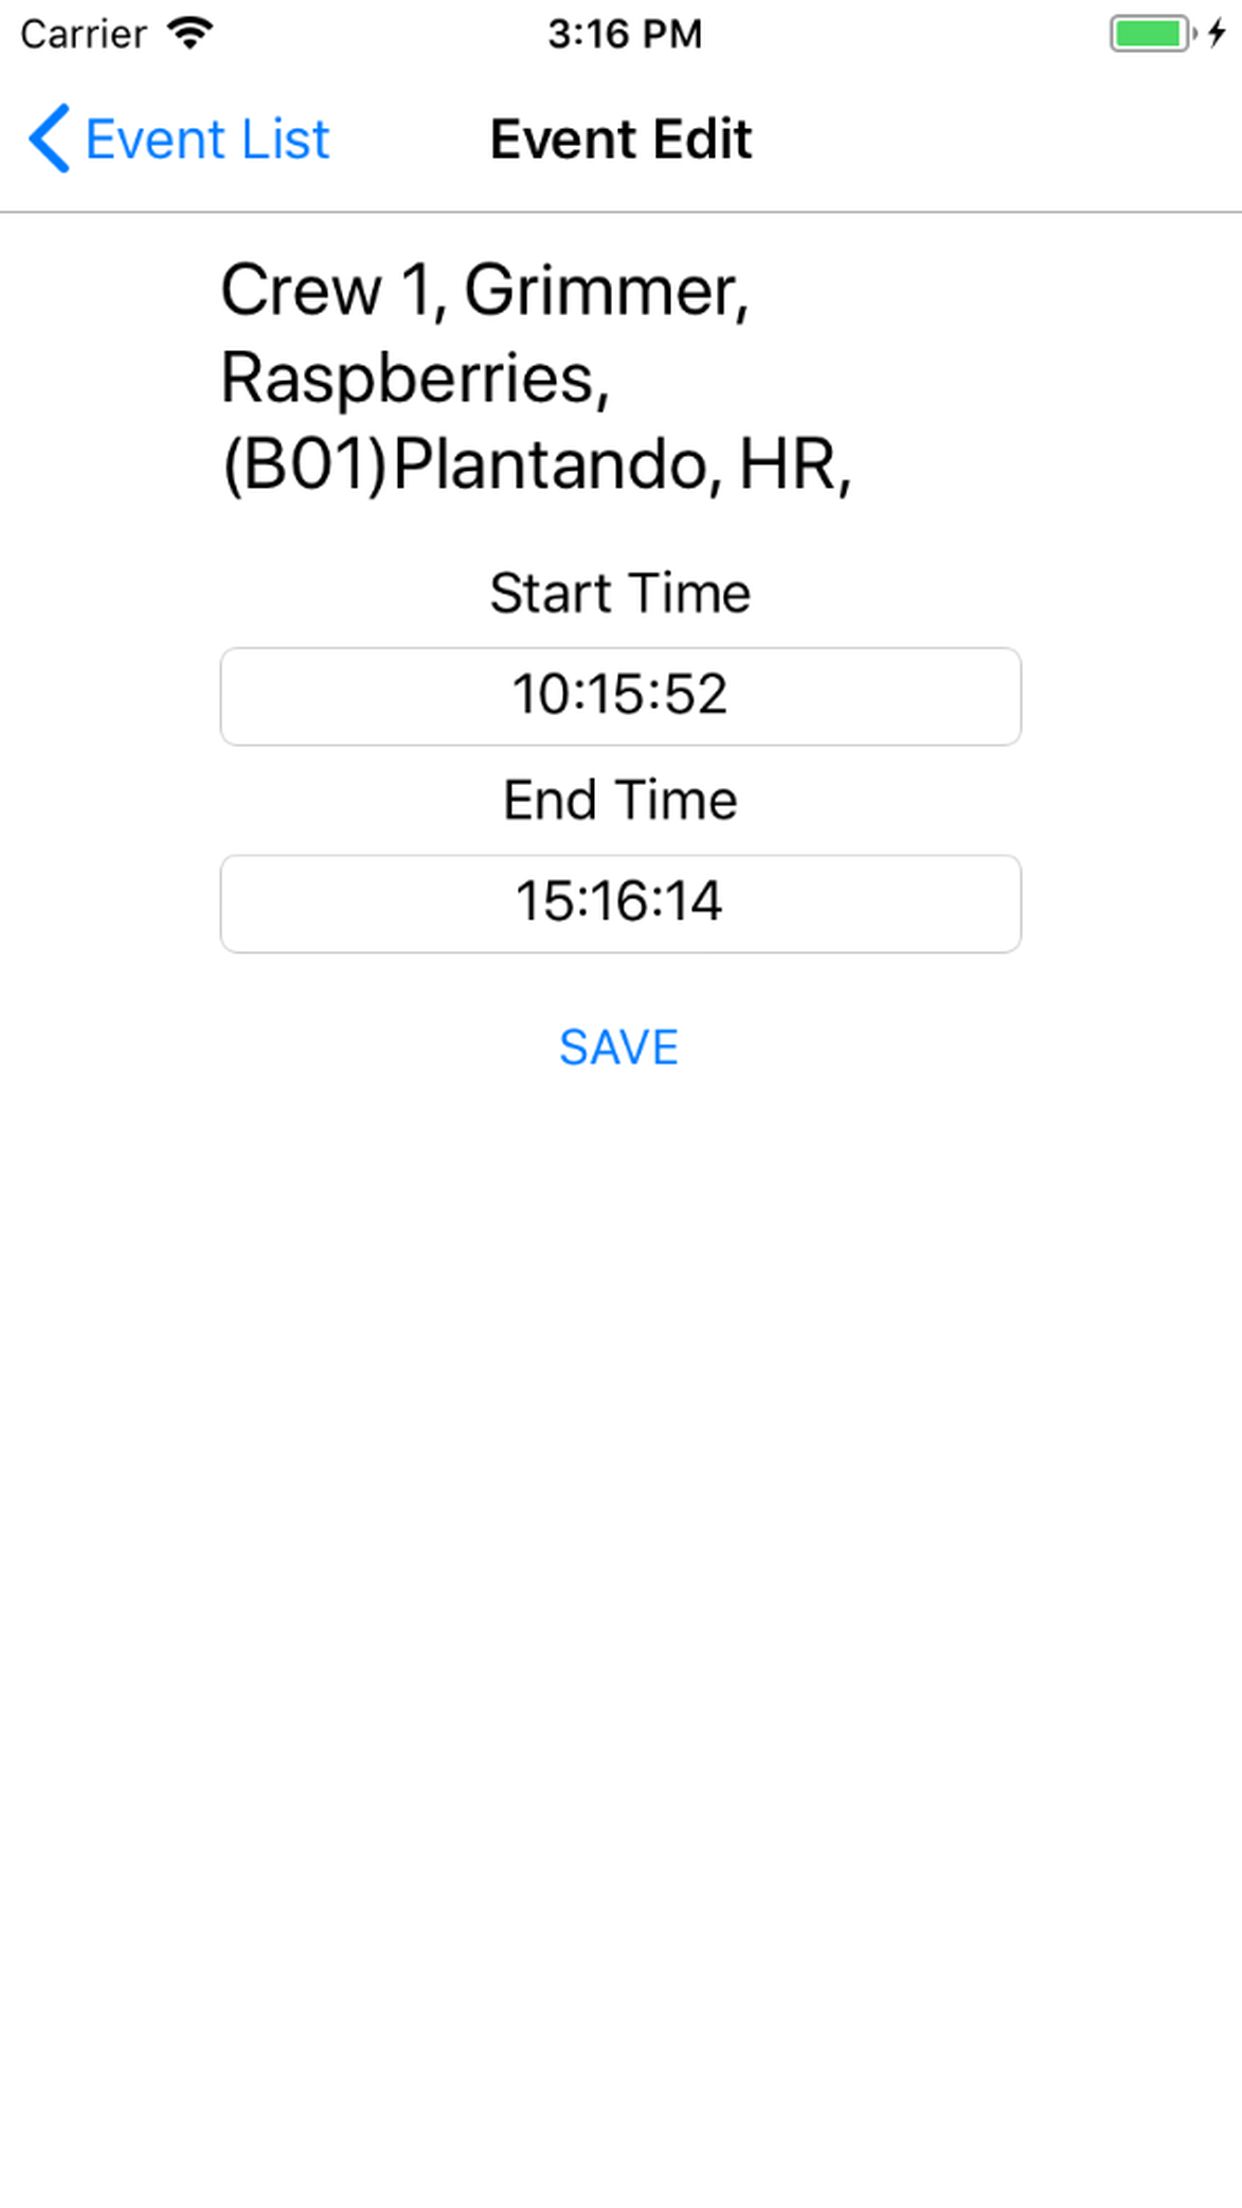 Carrier 3:16 PM
Event List Event Edit
Crew 1, Grimmer,
Raspberries,
(B01)Plantando, HR,
Start Time
10:15:52
End Time
15:16:14
SAVE